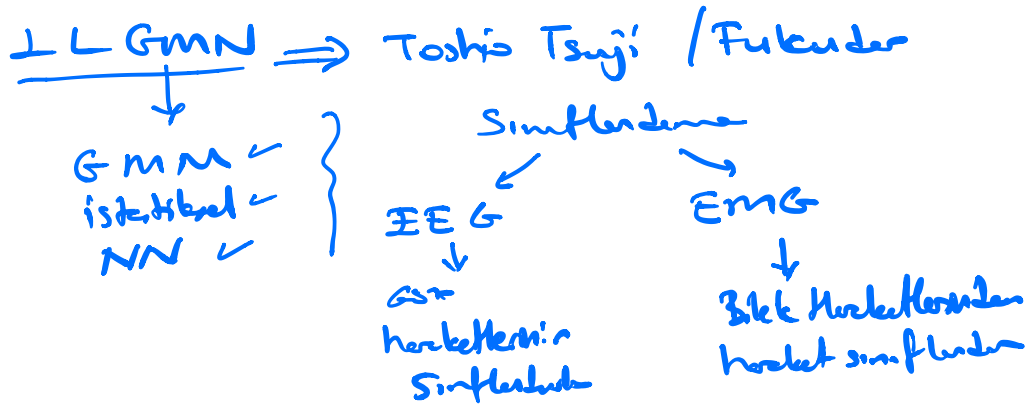 LLGMN ⇒ Toshio Tsuji / Fukuda
Sınıflandırma
GMM ✓
istatiksel ✓
NN ✓
EEG
EMG
Göz
hareketlerinin
Sınıflandırılması
Bilek Hareketlerinden
hareket sınıflandırma